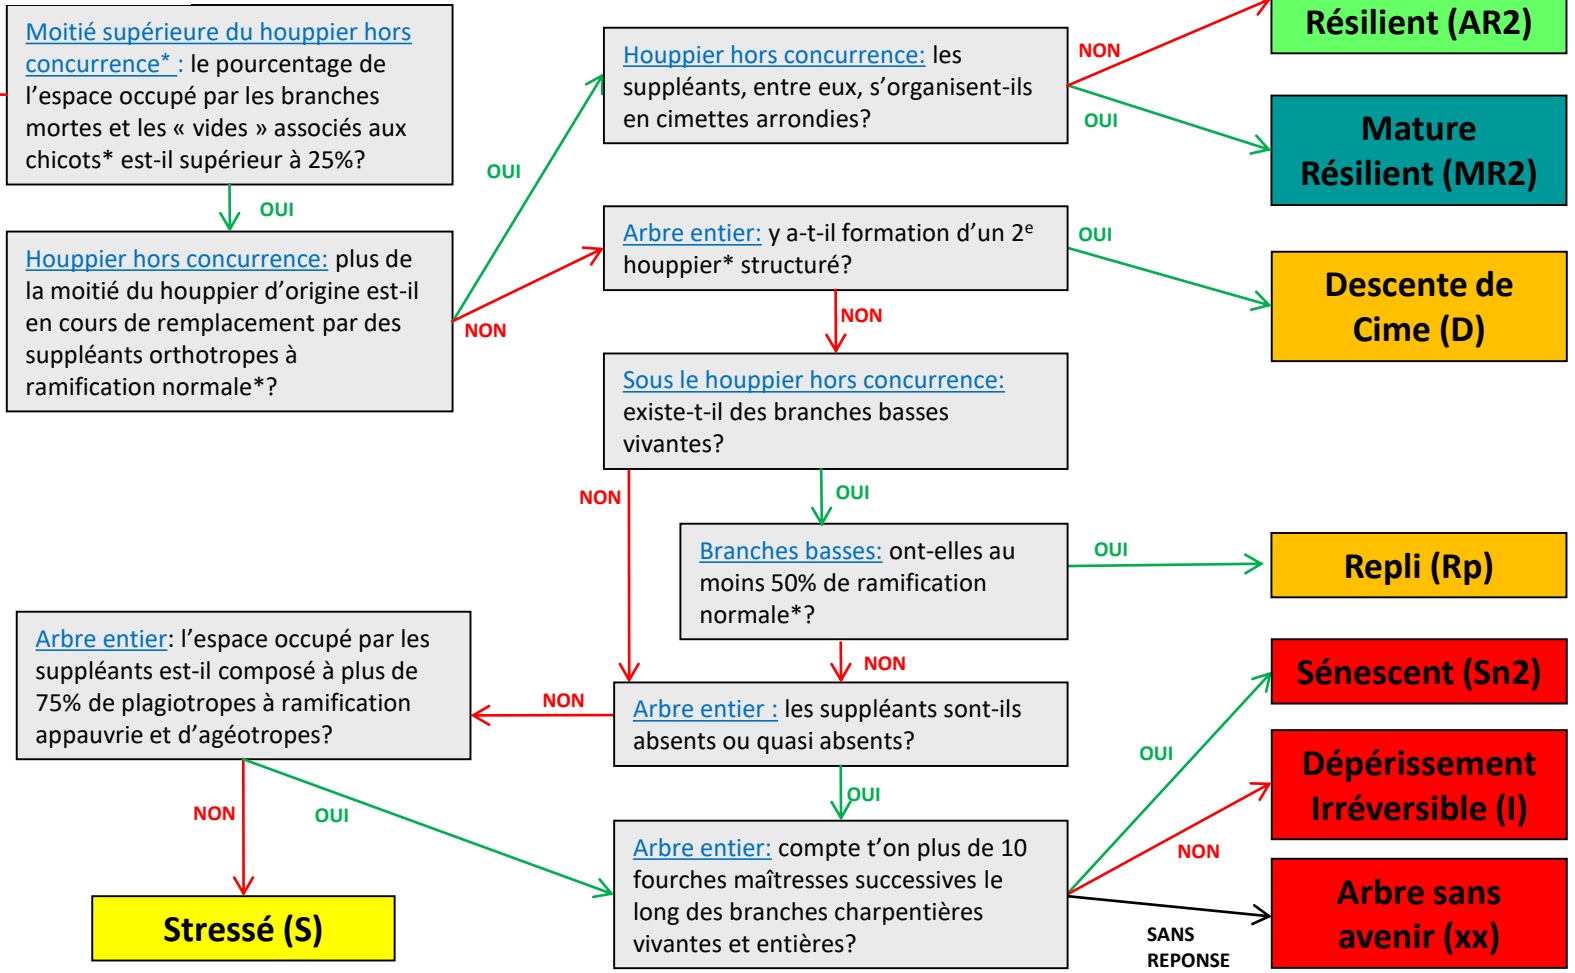 Moitié supérieure du houppier hors
concurrence* : le pourcentage de
l'espace occupé par les branches
mortes et les « vides » associés aux
chicots* est-il supérieur à 25%?
OUI
Houppier hors concurrence: plus de
la moitié du houppier d'origine est-il
en cours de remplacement par des
suppléants orthotropes à
ramification normale*?
OUI
NON
Houppier hors concurrence: les
suppléants, entre eux, s'organisent-ils
en cimettes arrondies?
NON
OUI
Résilient (AR2)
Mature
Résilient (MR2)
Arbre entier: y a-t-il formation d'un 2e
houppier* structuré?
OUI
NON
Descente de
Cime (D)
Sous le houppier hors concurrence:
existe-t-il des branches basses
vivantes?
NON
OUI
Branches basses: ont-elles au
moins 50% de ramification
normale*?
OUI
NON
Repli (Rp)
Arbre entier: l'espace occupé par les
suppléants est-il composé à plus de
75% de plagiotropes à ramification
appauvrie et d'agéotropes?
NON
OUI
Arbre entier : les suppléants sont-ils
absents ou quasi absents?
NON
OUI
Stressé (S)
Arbre entier: compte t'on plus de 10
fourches maîtresses successives le
long des branches charpentières
vivantes et entières?
OUI
NON
SANS
REPONSE
Sénescent (Sn2)
Dépérissement
Irréversible (I)
Arbre sans
avenir (xx)